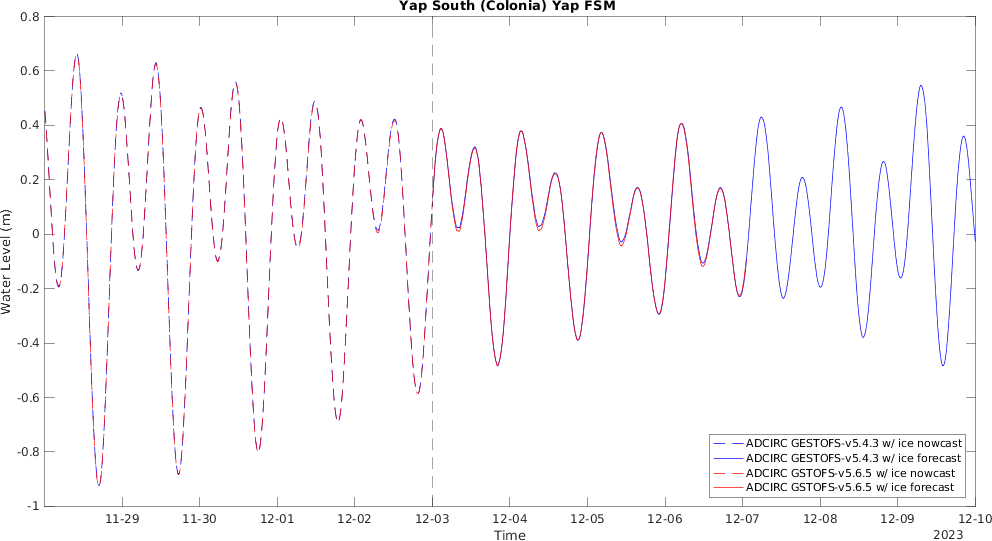 Yap South (Colonia) Yap FSM
0.8
0.6
0.4
0.2
0
-0.2
-0.4
-0.6
-0.8
-1
Water Level (m)
ADCIRC GESTOFS-v5.4.3 w/ ice nowcast
ADCIRC GESTOFS-v5.4.3 w/ ice forecast
ADCIRC GSTOFS-v5.6.5 w/ ice nowcast
ADCIRC GSTOFS-v5.6.5 w/ ice forecast
11-29 11-30 12-01 12-02 12-03 12-04 12-05 12-06 12-07 12-08 12-09 12-10
Time
2023